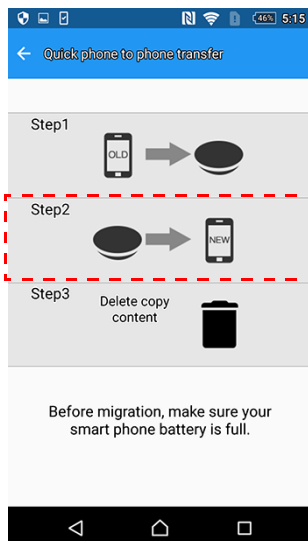 46% 5:15
Quick phone to phone transfer
Step1
OLD
Step2
NEW
Step3
Delete copy
content
Before migration, make sure your
smart phone battery is full.